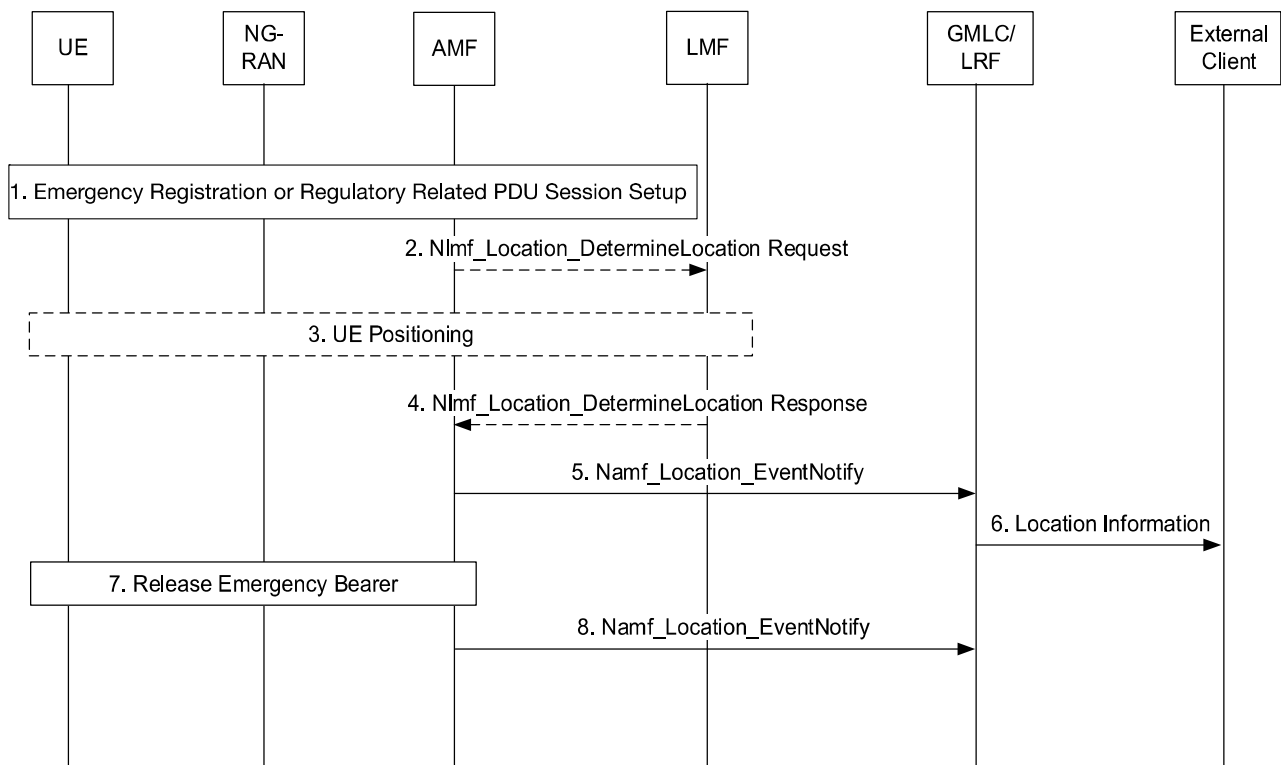 UE
NG-
RAN
AMF
LMF
GMLC/
LRF
External
Client
1. Emergency Registration or Regulatory Related PDU Session Setup
2. Nlmf_Location_DetermineLocation Request
3. UE Positioning
4. Nlmf_Location_DetermineLocation Response
5. Namf_Location_EventNotify
6. Location Information
7. Release Emergency Bearer
8. Namf_Location_EventNotify